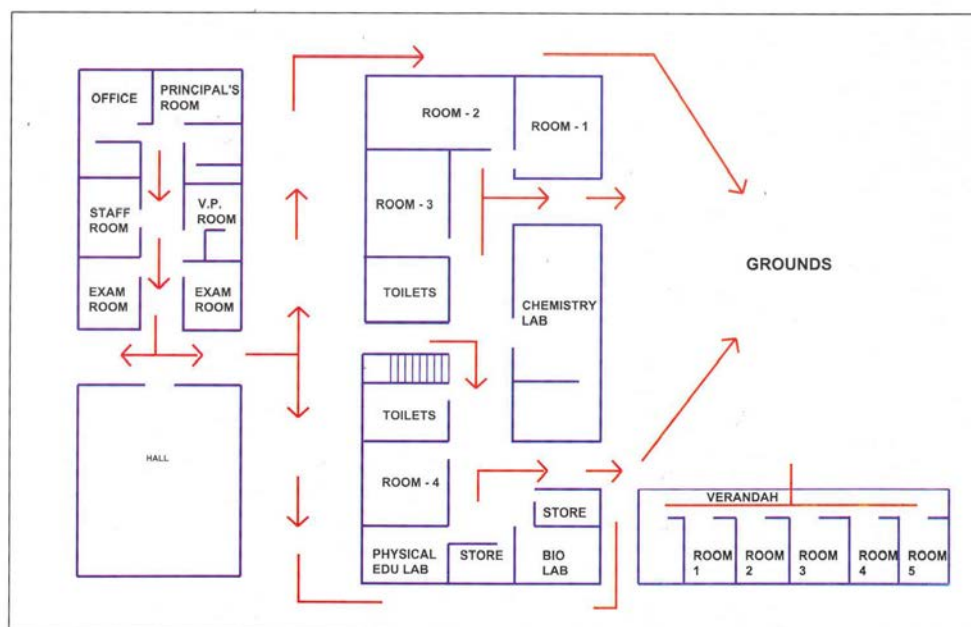 OFFICE
PRINCIPAL'S
ROOM
STAFF
ROOM
V.P.
ROOM
EXAM
ROOM
EXAM
ROOM
HALL
ROOM - 2
ROOM - 1
ROOM - 3
TOILETS
CHEMISTRY
LAB
TOILETS
ROOM - 4
PHYSICAL
EDU LAB
STORE
STORE
BIO
LAB
GROUNDS
VERANDAH
ROOM
1
ROOM
2
ROOM
3
ROOM
4
ROOM
5